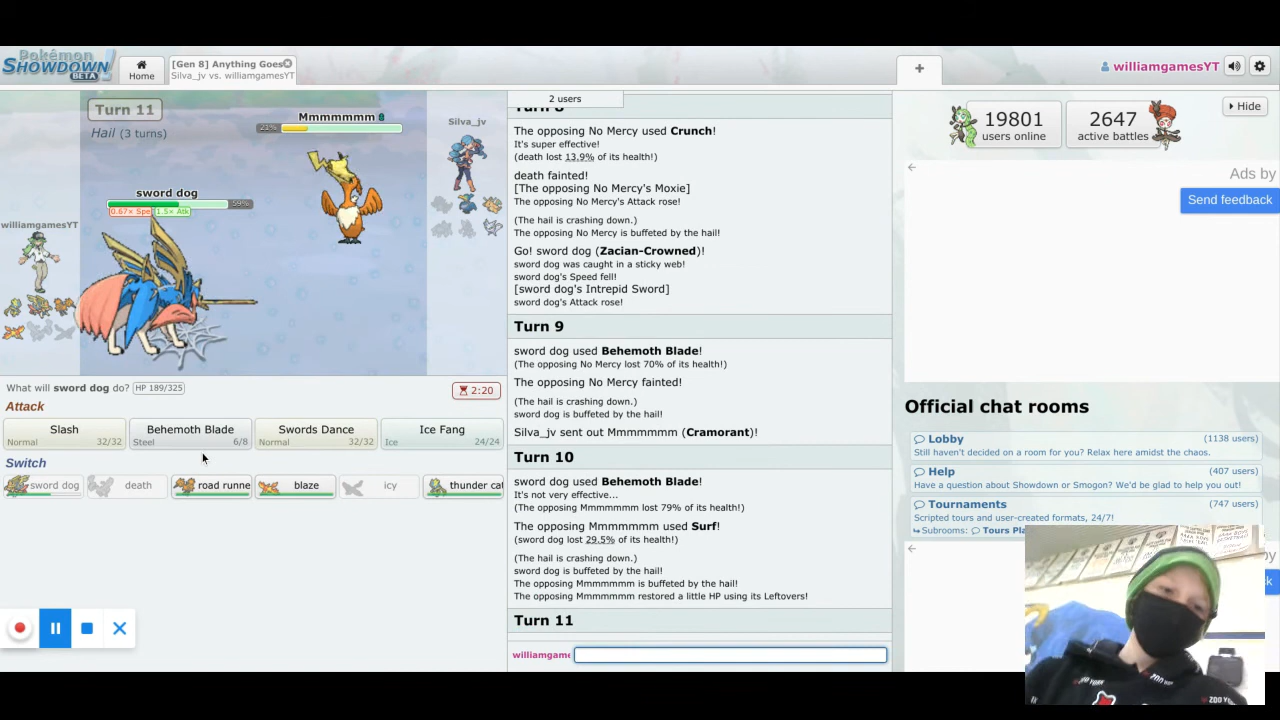 Pokémon
SHOWDOWN!
BETA
Home
[Gen 8] Anything Goes
Silva_jv vs. williamgamesYT
+
williamgamesYT
Turn 11
Hail (3 turns)
Mmmmmmm
21%
sword dog
59%
0.67× Spe 1.5× Atk
Silva_jv
williamgamesYT
What will sword dog do? HP 189/325
2:20
Attack
Slash
Normal 32/32
Behemoth Blade
Steel 6/8
Swords Dance
Normal 32/32
Ice Fang
Ice 24/24
Switch
sword dog
death
road runne
blaze
icy
thunder cat
2 users
Turn 8
The opposing No Mercy used Crunch!
It's super effective!
(death lost 13.9% of its health!)
death fainted!
[The opposing No Mercy's Moxie]
The opposing No Mercy's Attack rose!
(The hail is crashing down.)
The opposing No Mercy is buffeted by the hail!
Go! sword dog (Zacian-Crowned)!
sword dog was caught in a sticky web!
sword dog's Speed fell!
[sword dog's Intrepid Sword]
sword dog's Attack rose!
Turn 9
sword dog used Behemoth Blade!
(The opposing No Mercy lost 70% of its health!)
The opposing No Mercy fainted!
(The hail is crashing down.)
sword dog is buffeted by the hail!
Silva_jv sent out Mmmmmmm (Cramorant)!
Turn 10
sword dog used Behemoth Blade!
It's not very effective...
(The opposing Mmmmmmm lost 79% of its health!)
The opposing Mmmmmmm used Surf!
(sword dog lost 29.5% of its health!)
(The hail is crashing down.)
sword dog is buffeted by the hail!
The opposing Mmmmmmm is buffeted by the hail!
The opposing Mmmmmmm restored a little HP using its Leftovers!
Turn 11
williamgame
19801
users online
2647
active battles
Hide
Ads by
Send feedback
Official chat rooms
Lobby (1138 users)
Still haven't decided on a room for you? Relax here amidst the chaos.
Help (407 users)
Have a question about Showdown or Smogon? We'd be glad to help you out!
Tournaments (747 users)
Scripted tours and user-created formats, 24/7!
Subrooms: Tours Pla
by
k
ZOO YORK